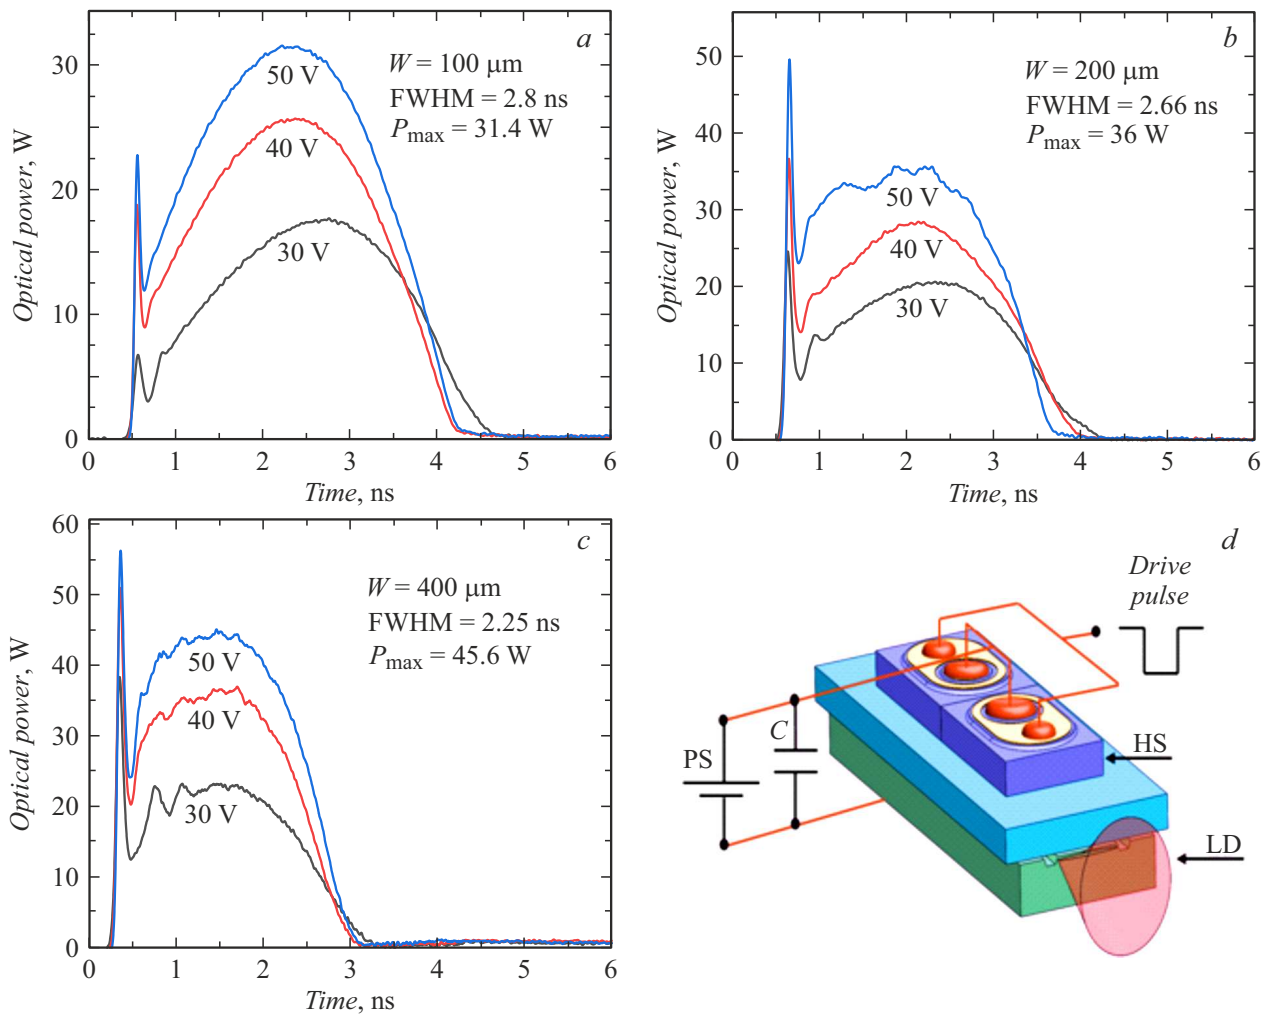 a
W = 100 μm
FWHM = 2.8 ns
Pmax = 31.4 W
50 V
40 V
30 V
Optical power, W
30
20
10
0
0 1 2 3 4 5 6
Time, ns
b
W = 200 μm
FWHM = 2.66 ns
Pmax = 36 W
50 V
40 V
30 V
Optical power, W
50
40
30
20
10
0
0 1 2 3 4 5 6
Time, ns
c
W = 400 μm
FWHM = 2.25 ns
Pmax = 45.6 W
50 V
40 V
30 V
Optical power, W
60
50
40
30
20
10
0
0 1 2 3 4 5 6
Time, ns
d
Drive
pulse
C
PS
HS
LD